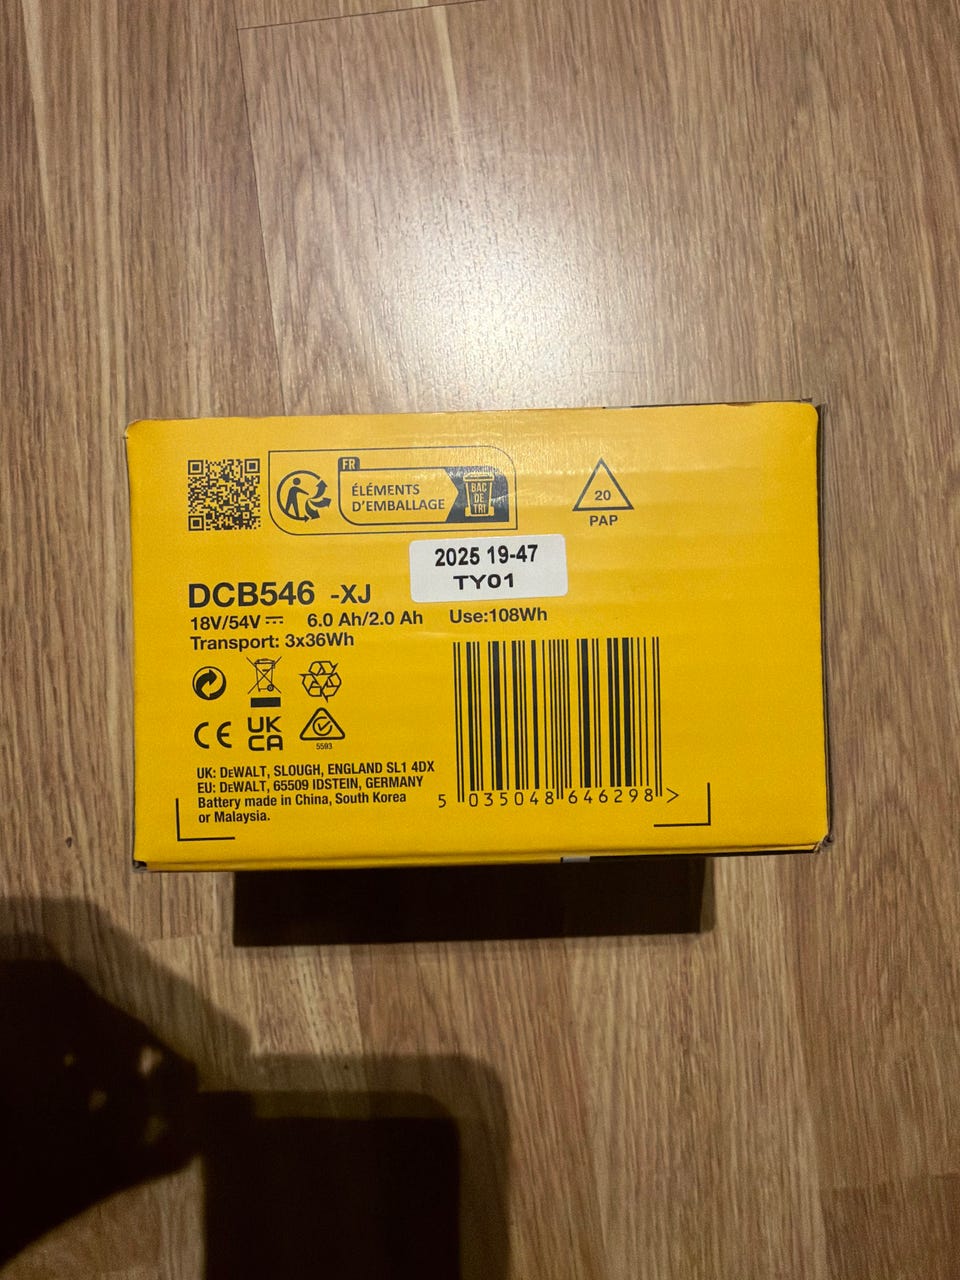 FR
ÉLÉMENTS
D'EMBALLAGE
BAC
DE
TRI
20
PAP
2025 19-47
TY01
DCB546 -XJ
18V/54V 6.0 Ah/2.0 Ah Use:108Wh
Transport: 3x36Wh
CE
UK
CA
5593
UK: DEWALT, SLOUGH, ENGLAND SL1 4DX
EU: DEWALT, 65509 IDSTEIN, GERMANY
Battery made in China, South Korea
or Malaysia.
5 035048 646298 >